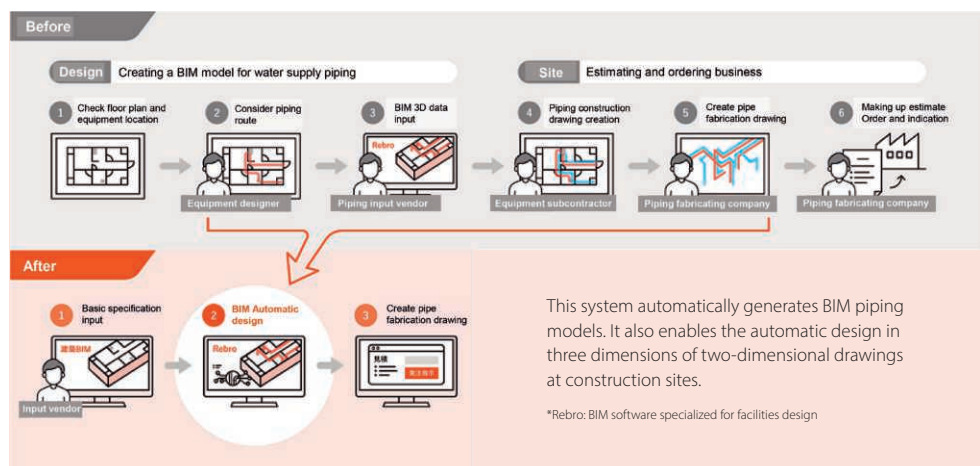 Before
Design
Creating a BIM model for water supply piping
Site
Estimating and ordering business
1
Check floor plan and
equipment location
2
Consider piping
route
3
BIM 3D data
input
4
Piping construction
drawing creation
5
Create pipe
fabrication drawing
6
Making up estimate
Order and indication
Rebro
Equipment designer
Piping input vendor
Equipment subcontractor
Piping fabricating company
Piping fabricating company
After
1
Basic specification
input
2
BIM Automatic
design
3
Create pipe
fabrication drawing
建築BIM
Rebro
見積
発注指示
Input vendor
This system automatically generates BIM piping
models. It also enables the automatic design in
three dimensions of two-dimensional drawings
at construction sites.
*Rebro: BIM software specialized for facilities design